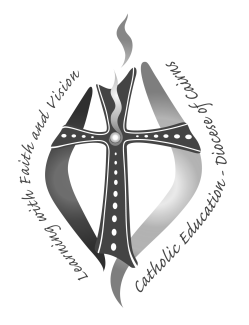 Learning with Faith and Vision
Catholic Education - Diocese of Cairns